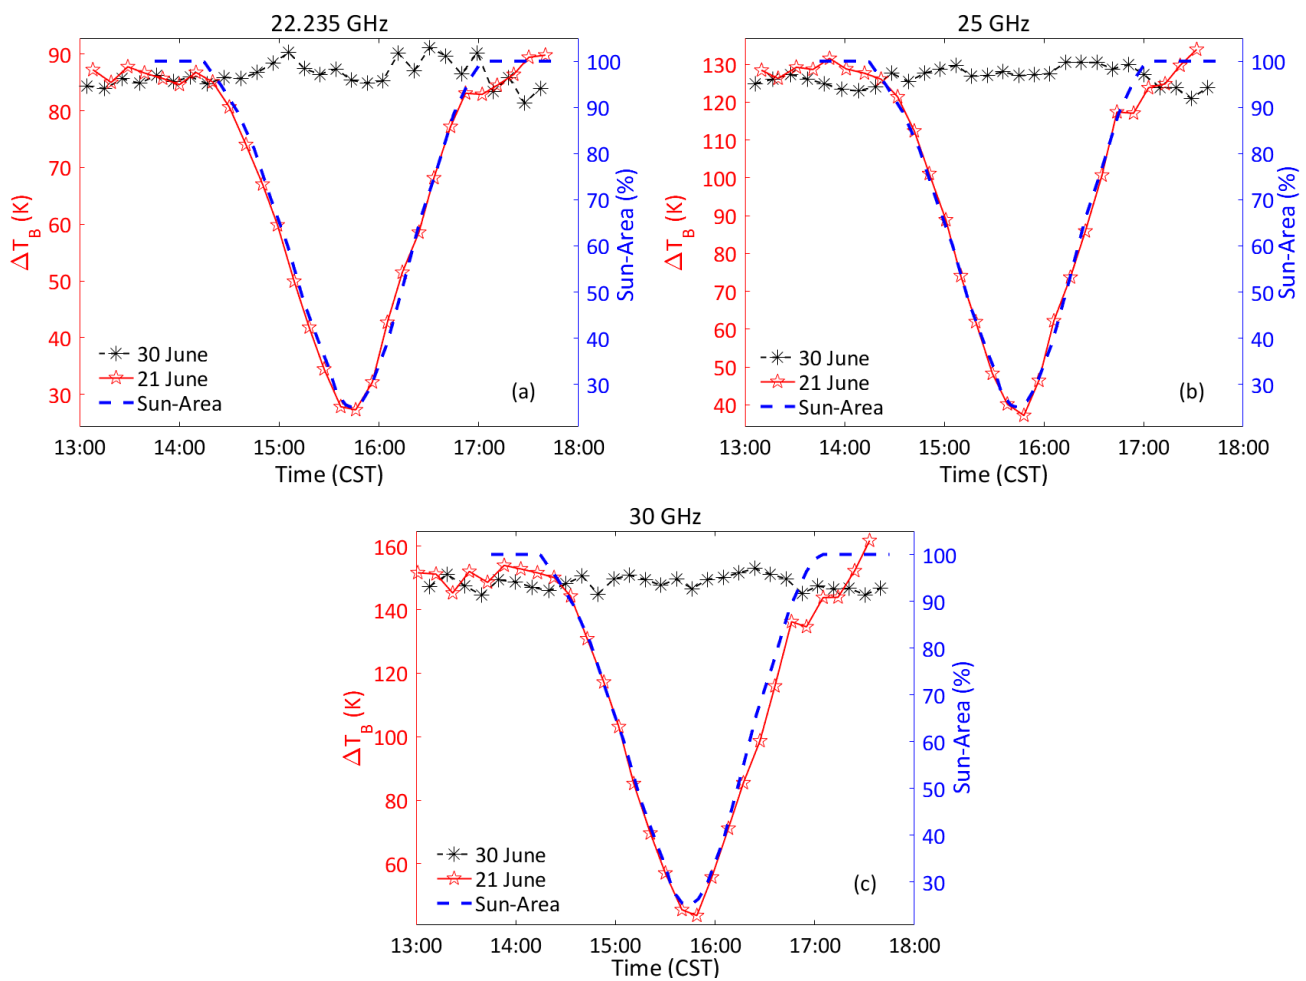 22.235 GHz
90
80
70
60
50
40
30
ΔT_B (K)
100
90
80
70
60
50
40
30
Sun-Area (%)
30 June
21 June
Sun-Area
(a)
13:00 14:00 15:00 16:00 17:00 18:00
Time (CST)
25 GHz
130
120
110
100
90
80
70
60
50
40
ΔT_B (K)
100
90
80
70
60
50
40
30
Sun-Area (%)
30 June
21 June
Sun-Area
(b)
13:00 14:00 15:00 16:00 17:00 18:00
Time (CST)
30 GHz
160
140
120
100
80
60
ΔT_B (K)
100
90
80
70
60
50
40
30
Sun-Area (%)
30 June
21 June
Sun-Area
(c)
13:00 14:00 15:00 16:00 17:00 18:00
Time (CST)